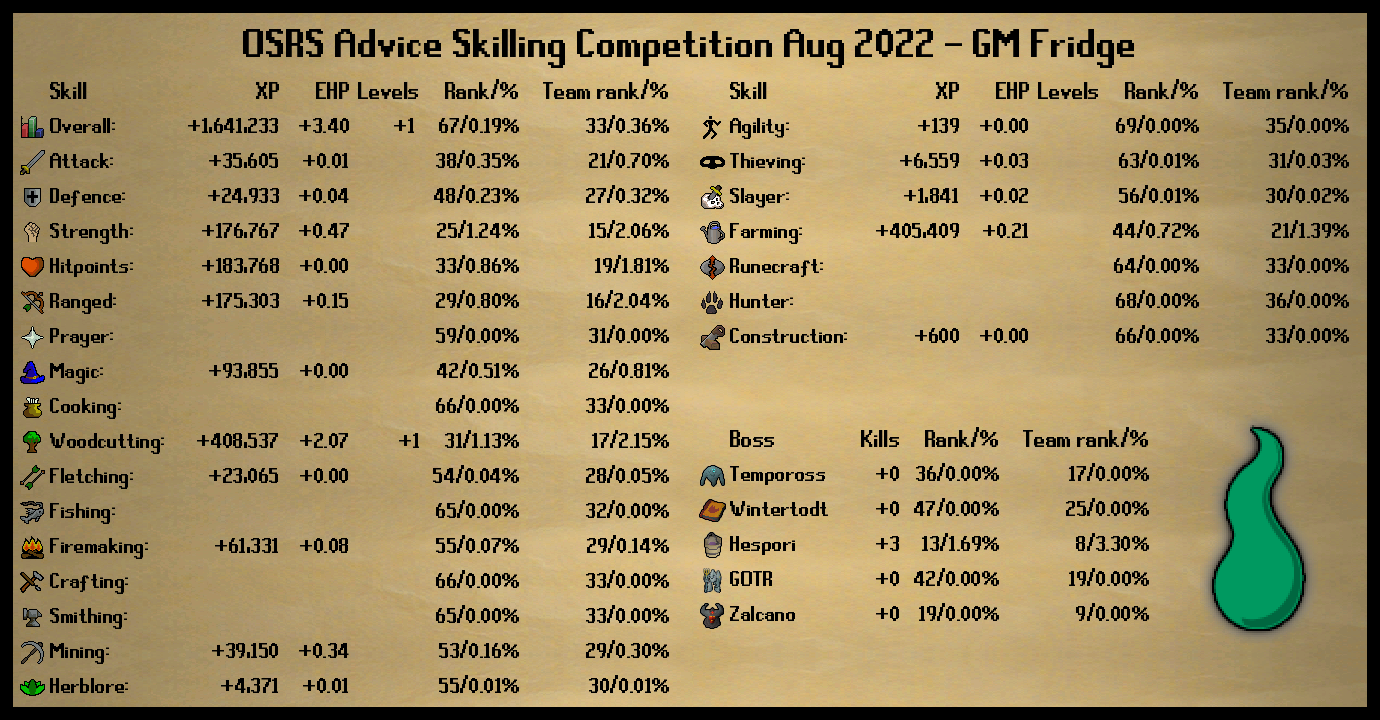 OSRS Advice Skilling Competition Aug 2022 - GM Fridge
Skill XP EHP Levels Rank/% Team rank/%
Overall: +1,641,233 +3.40 +1 67/0.19% 33/0.36%
Attack: +35,605 +0.01 38/0.35% 21/0.70%
Defence: +24,933 +0.04 48/0.23% 27/0.32%
Strength: +176,767 +0.47 25/1.24% 15/2.06%
Hitpoints: +183,768 +0.00 33/0.86% 19/1.81%
Ranged: +175,303 +0.15 29/0.80% 16/2.04%
Prayer: 59/0.00% 31/0.00%
Magic: +93,855 +0.00 42/0.51% 26/0.81%
Cooking: 66/0.00% 33/0.00%
Woodcutting: +408,537 +2.07 +1 31/1.13% 17/2.15%
Fletching: +23,065 +0.00 54/0.04% 28/0.05%
Fishing: 65/0.00% 32/0.00%
Firemaking: +61,331 +0.08 55/0.07% 29/0.14%
Crafting: 66/0.00% 33/0.00%
Smithing: 65/0.00% 33/0.00%
Mining: +39,150 +0.34 53/0.16% 29/0.30%
Herblore: +4,371 +0.01 55/0.01% 30/0.01%
Skill XP EHP Levels Rank/% Team rank/%
Agility: +139 +0.00 69/0.00% 35/0.00%
Thieving: +6,559 +0.03 63/0.01% 31/0.03%
Slayer: +1,841 +0.02 56/0.01% 30/0.02%
Farming: +405,409 +0.21 44/0.72% 21/1.39%
Runecraft: 64/0.00% 33/0.00%
Hunter: 68/0.00% 36/0.00%
Construction: +600 +0.00 66/0.00% 33/0.00%
Boss Kills Rank/% Team rank/%
Tempoross +0 36/0.00% 17/0.00%
Wintertodt +0 47/0.00% 25/0.00%
Hespori +3 13/1.69% 8/3.30%
GOTR +0 42/0.00% 19/0.00%
Zalcano +0 19/0.00% 9/0.00%